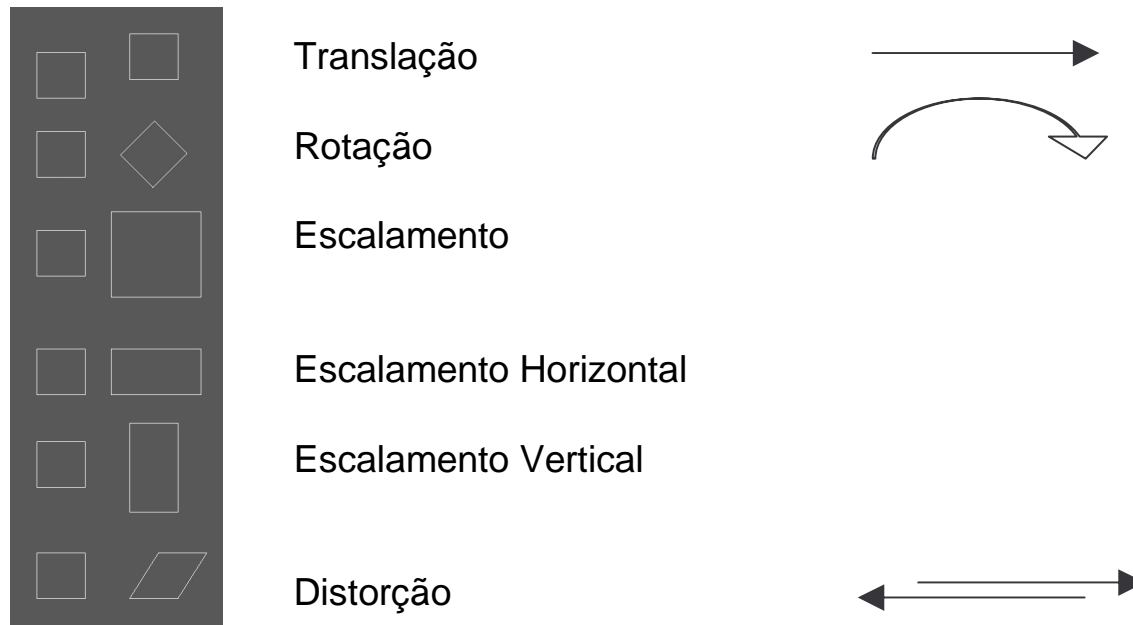 Translação
Rotação
Escalamento
Escalamento Horizontal
Escalamento Vertical
Distorção